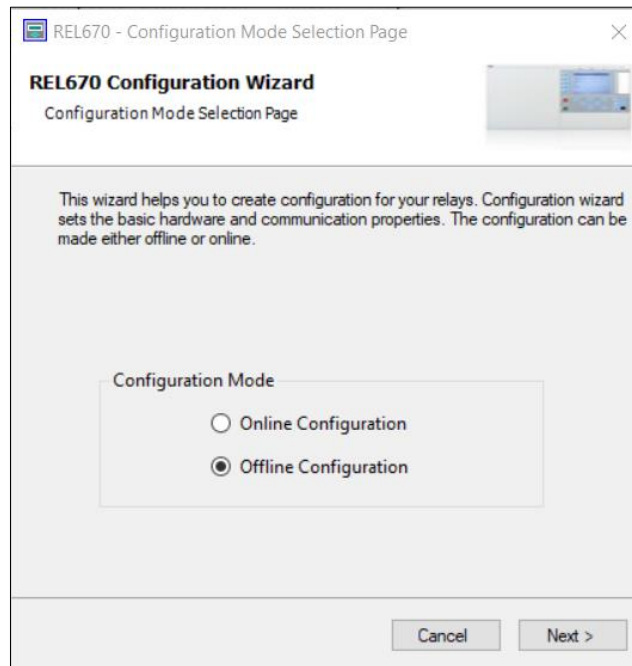 REL670 - Configuration Mode Selection Page
REL670 Configuration Wizard
Configuration Mode Selection Page
This wizard helps you to create configuration for your relays. Configuration wizard
sets the basic hardware and communication properties. The configuration can be
made either offline or online.
Configuration Mode
Online Configuration
Offline Configuration
Cancel
Next >